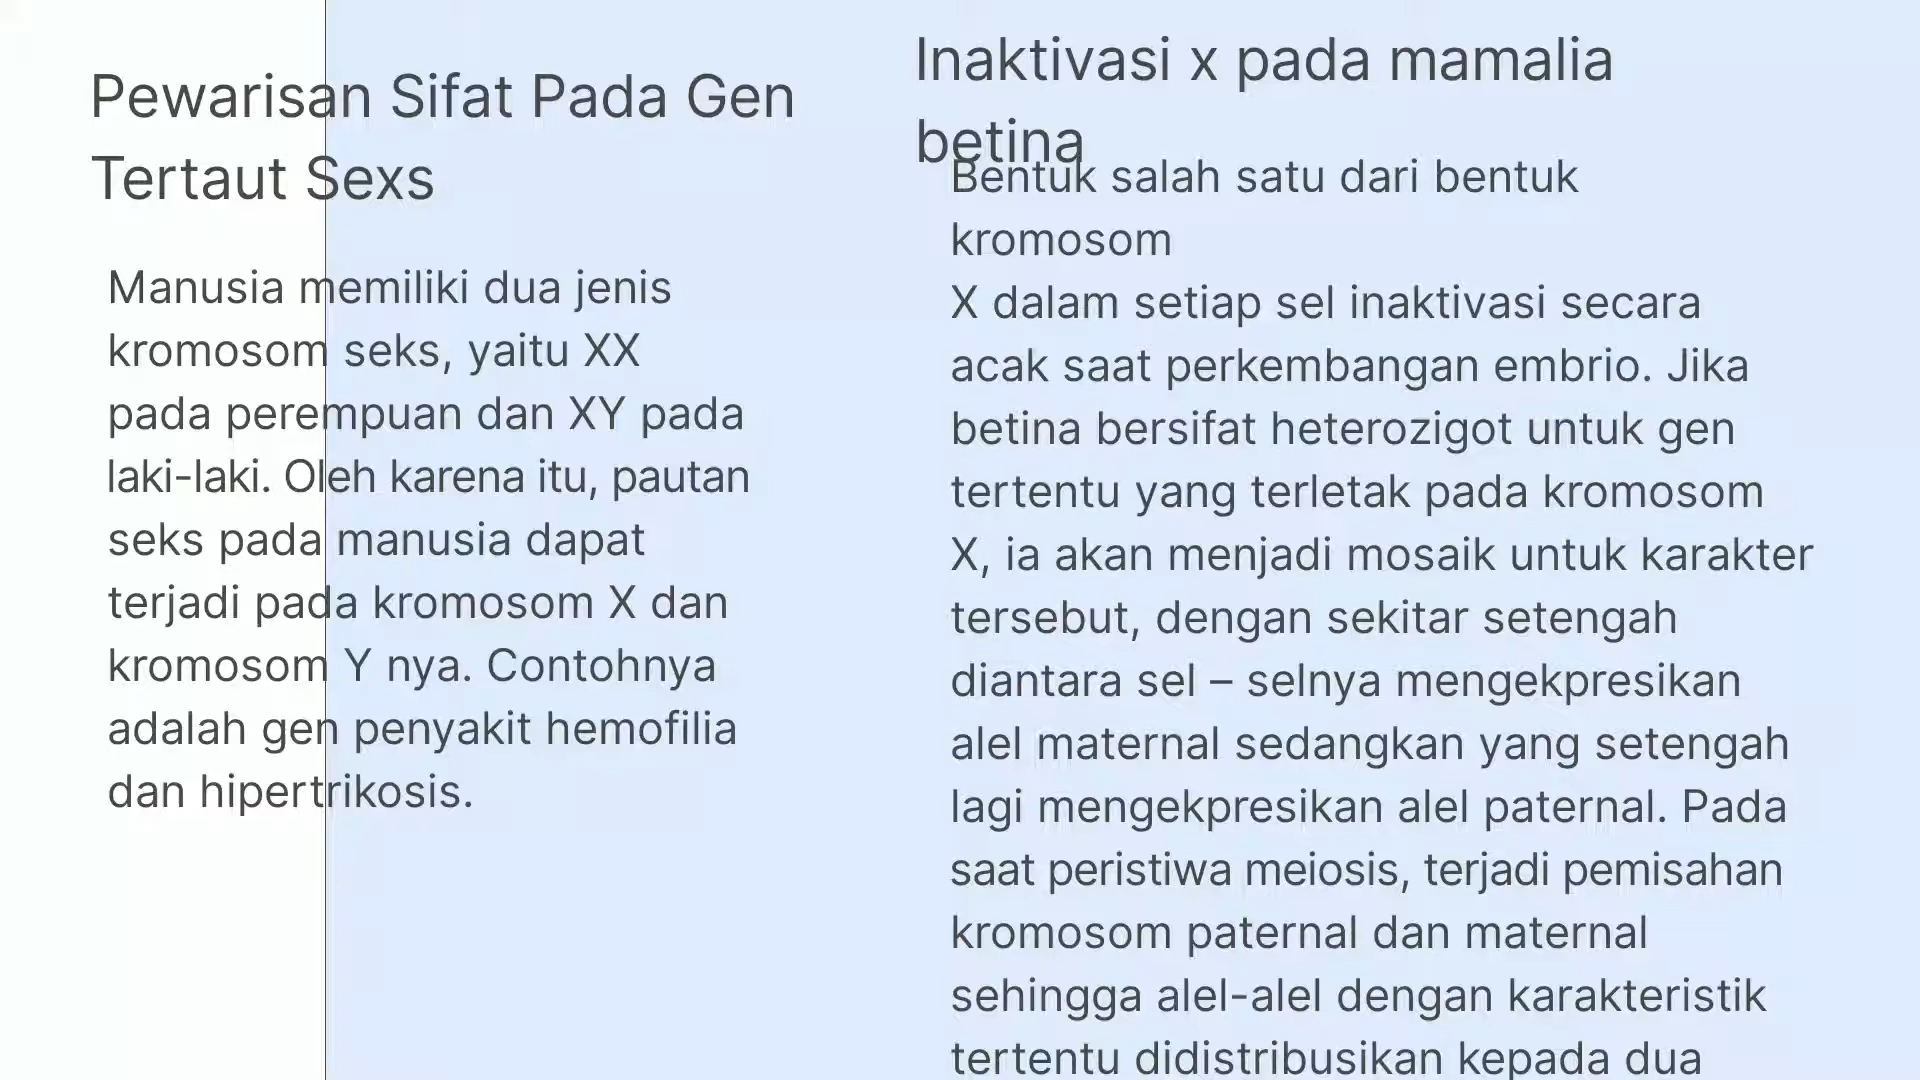 Pewarisan Sifat Pada Gen
Tertaut Sexs
Manusia memiliki dua jenis
kromosom seks, yaitu XX
pada perempuan dan XY pada
laki-laki. Oleh karena itu, pautan
seks pada manusia dapat
terjadi pada kromosom X dan
kromosom Y nya. Contohnya
adalah gen penyakit hemofilia
dan hipertrikosis.
Inaktivasi x pada mamalia
betina
Bentuk salah satu dari bentuk
kromosom
X dalam setiap sel inaktivasi secara
acak saat perkembangan embrio. Jika
betina bersifat heterozigot untuk gen
tertentu yang terletak pada kromosom
X, ia akan menjadi mosaik untuk karakter
tersebut, dengan sekitar setengah
diantara sel – selnya mengekpresikan
alel maternal sedangkan yang setengah
lagi mengekpresikan alel paternal. Pada
saat peristiwa meiosis, terjadi pemisahan
kromosom paternal dan maternal
sehingga alel-alel dengan karakteristik
tertentu didistribusikan kepada dua